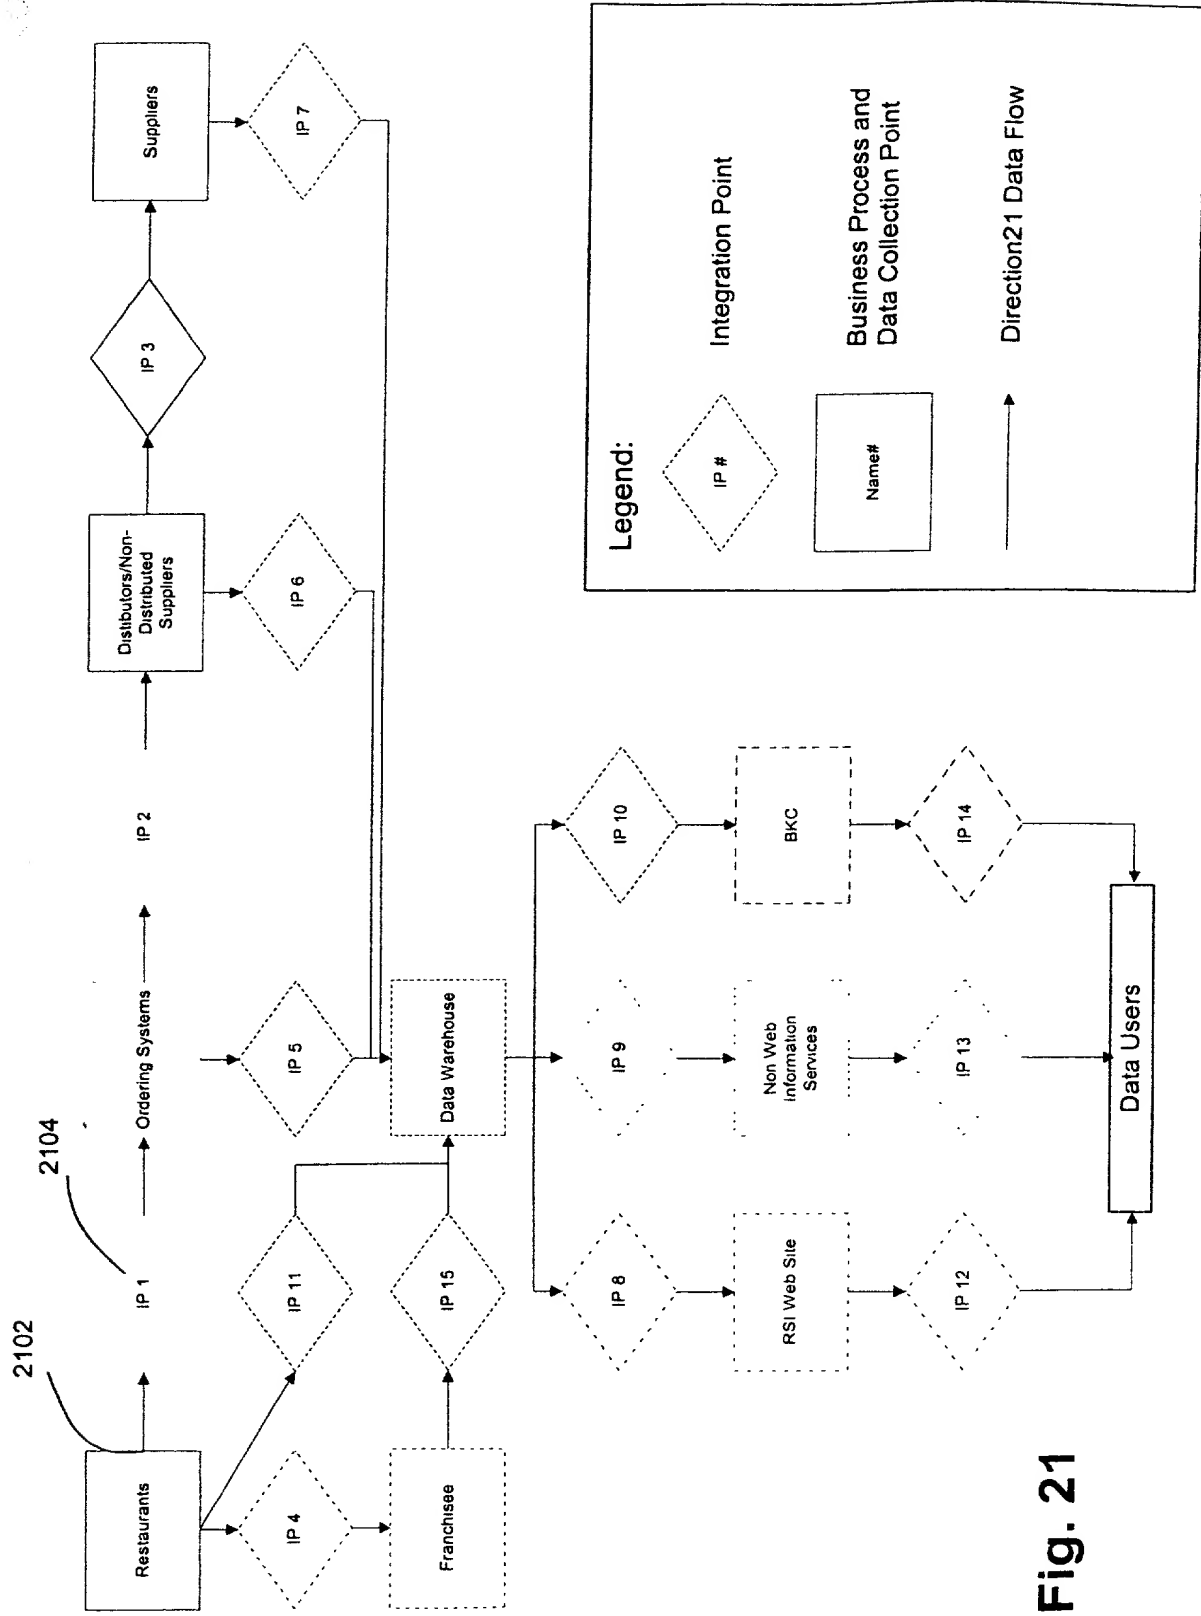 2102
2104
Restaurants
IP 1
Ordering Systems
IP 2
Distibutors/Non-
Distributed
Suppliers
IP 3
Suppliers
IP 4
IP 11
IP 5
IP 6
IP 7
Franchisee
IP 15
Data Warehouse
IP 8
IP 9
IP 10
RSI Web Site
Non Web
Information
Services
BKC
IP 12
IP 13
IP 14
Data Users
Legend:
IP #
Integration Point
Name#
Business Process and
Data Collection Point
Direction21 Data Flow
Fig. 21